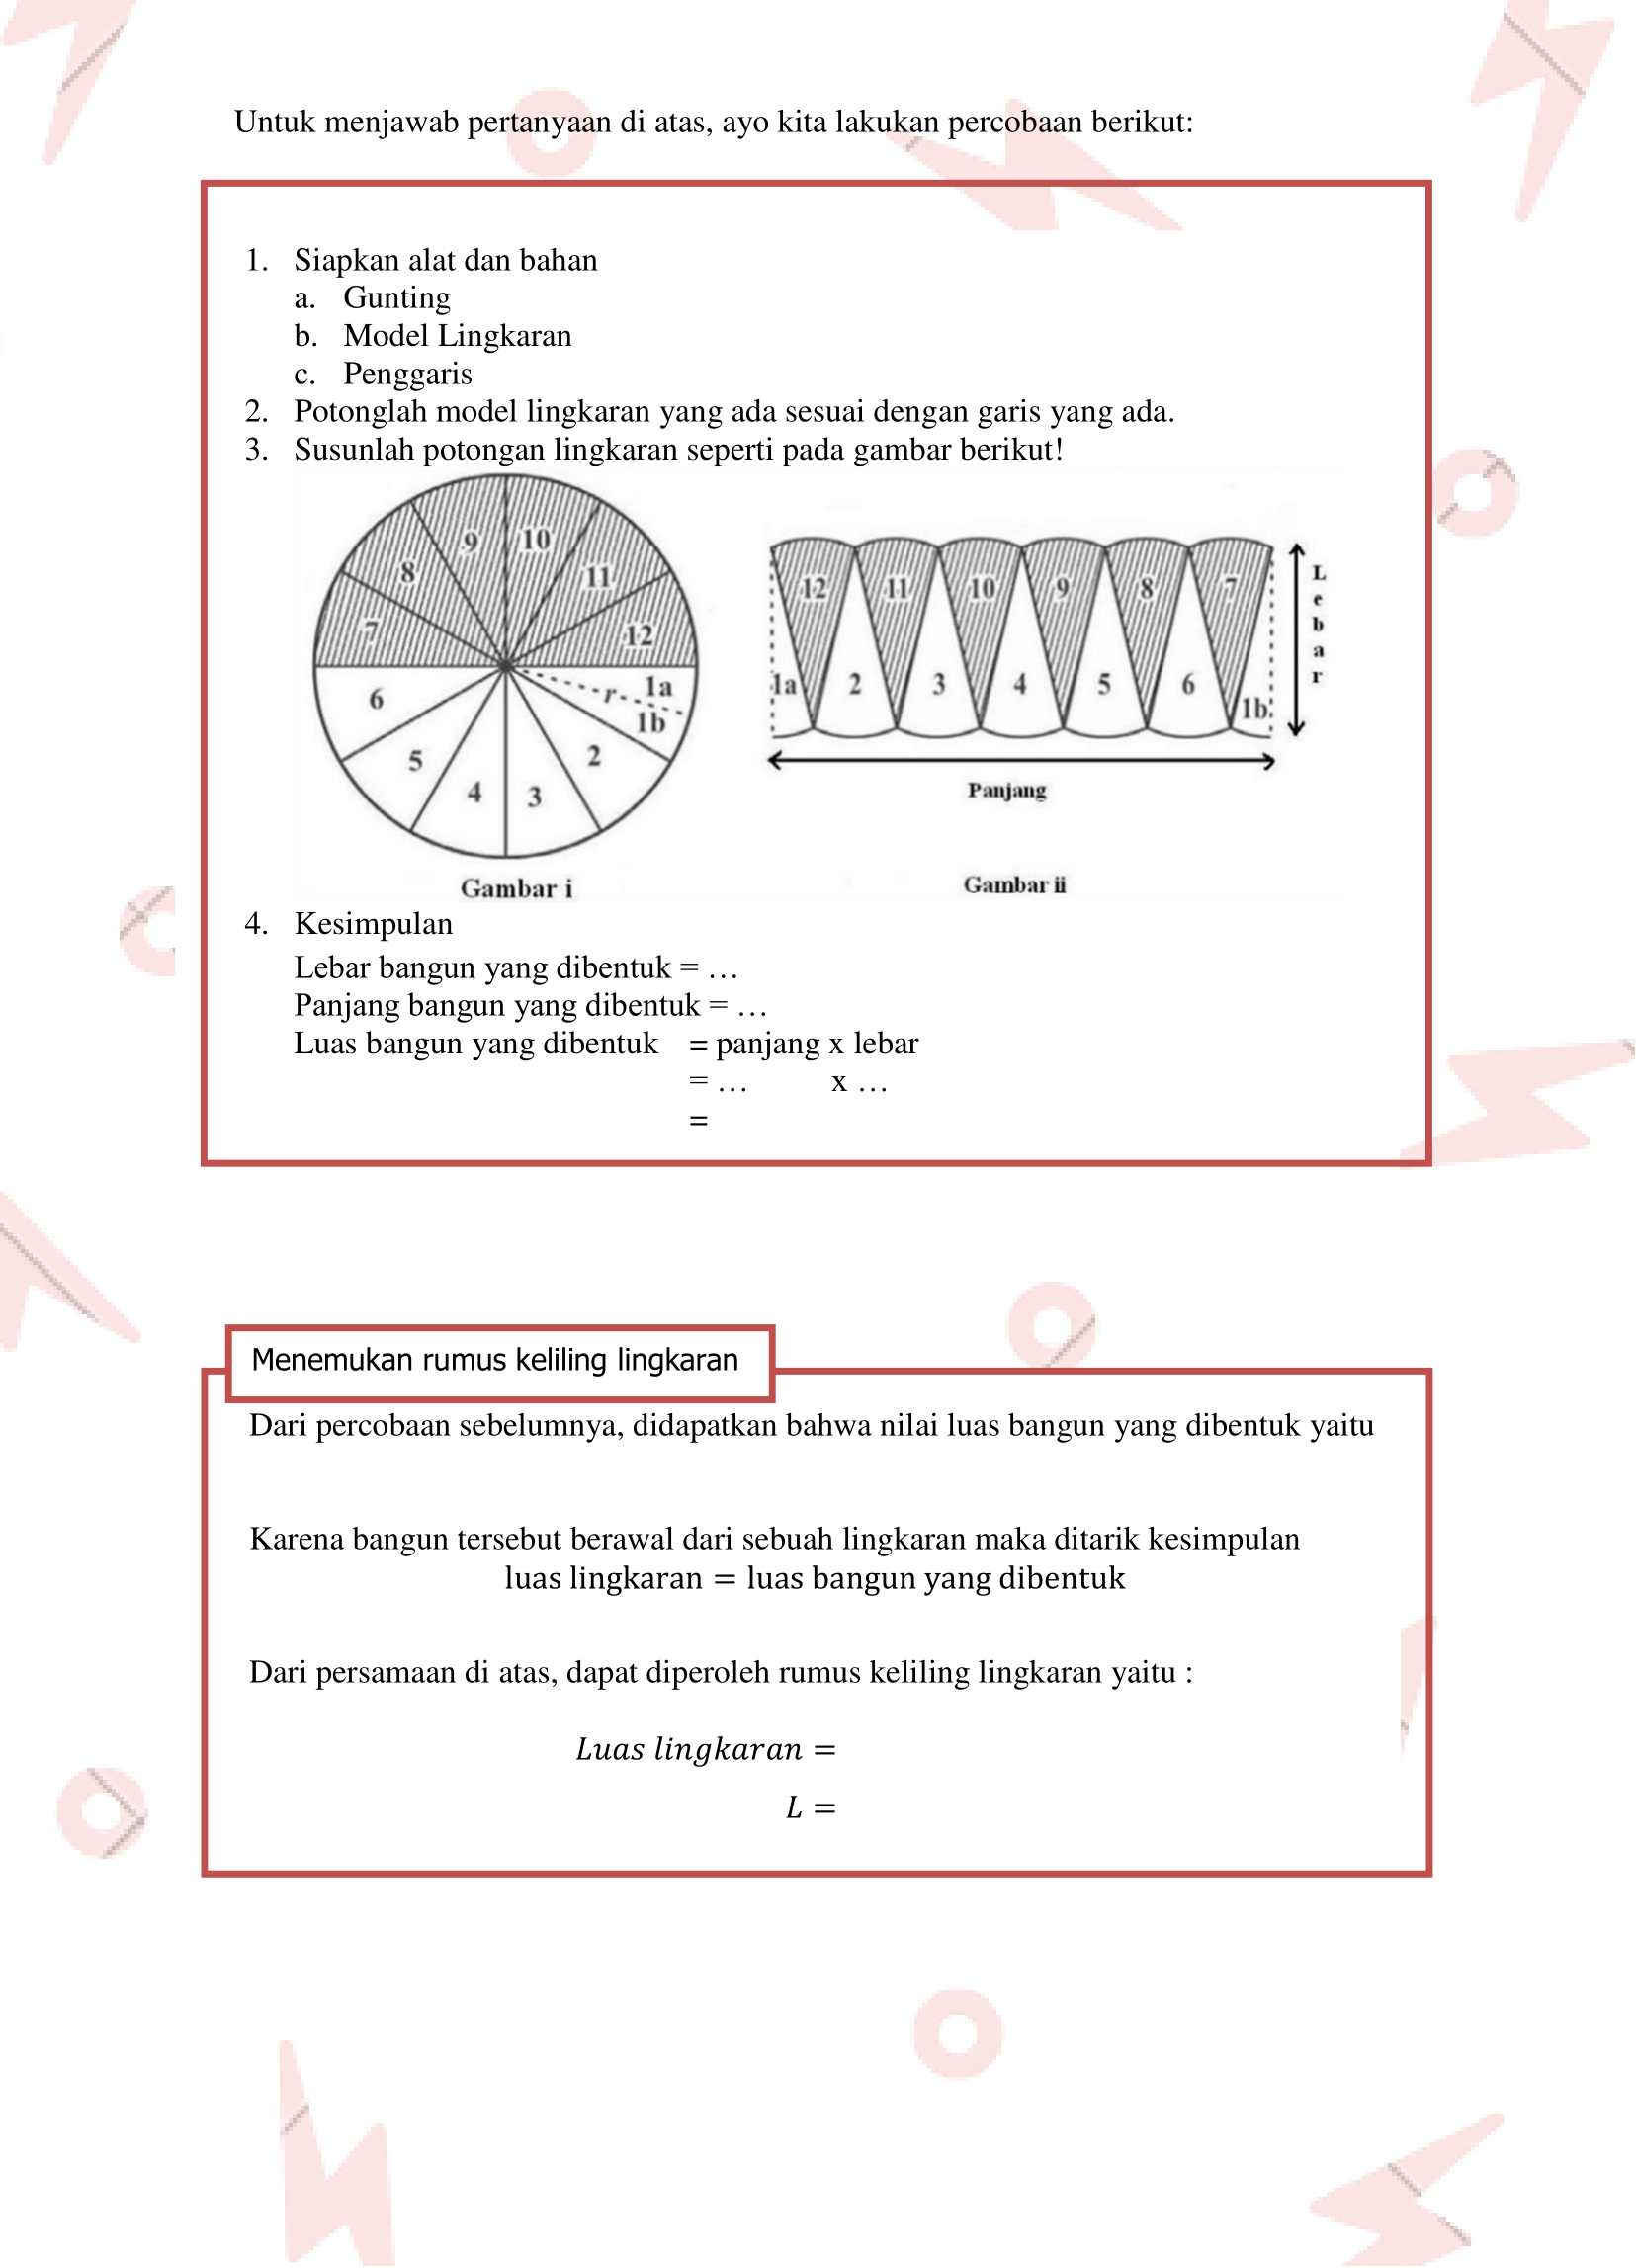 Untuk menjawab pertanyaan di atas, ayo kita lakukan percobaan berikut:
1. Siapkan alat dan bahan
a. Gunting
b. Model Lingkaran
c. Penggaris
2. Potonglah model lingkaran yang ada sesuai dengan garis yang ada.
3. Susunlah potongan lingkaran seperti pada gambar berikut!
9 10
8 11
7 12
6 r 1a
1b
5 2
4 3
Gambar i
12 11 10 9 8 7
1a 2 3 4 5 6 1b
Lebar
Panjang
Gambar ii
4. Kesimpulan
Lebar bangun yang dibentuk = …
Panjang bangun yang dibentuk = …
Luas bangun yang dibentuk = panjang x lebar
= … x …
=
Menemukan rumus keliling lingkaran
Dari percobaan sebelumnya, didapatkan bahwa nilai luas bangun yang dibentuk yaitu
Karena bangun tersebut berawal dari sebuah lingkaran maka ditarik kesimpulan
luas lingkaran = luas bangun yang dibentuk
Dari persamaan di atas, dapat diperoleh rumus keliling lingkaran yaitu :
Luas lingkaran =
L =